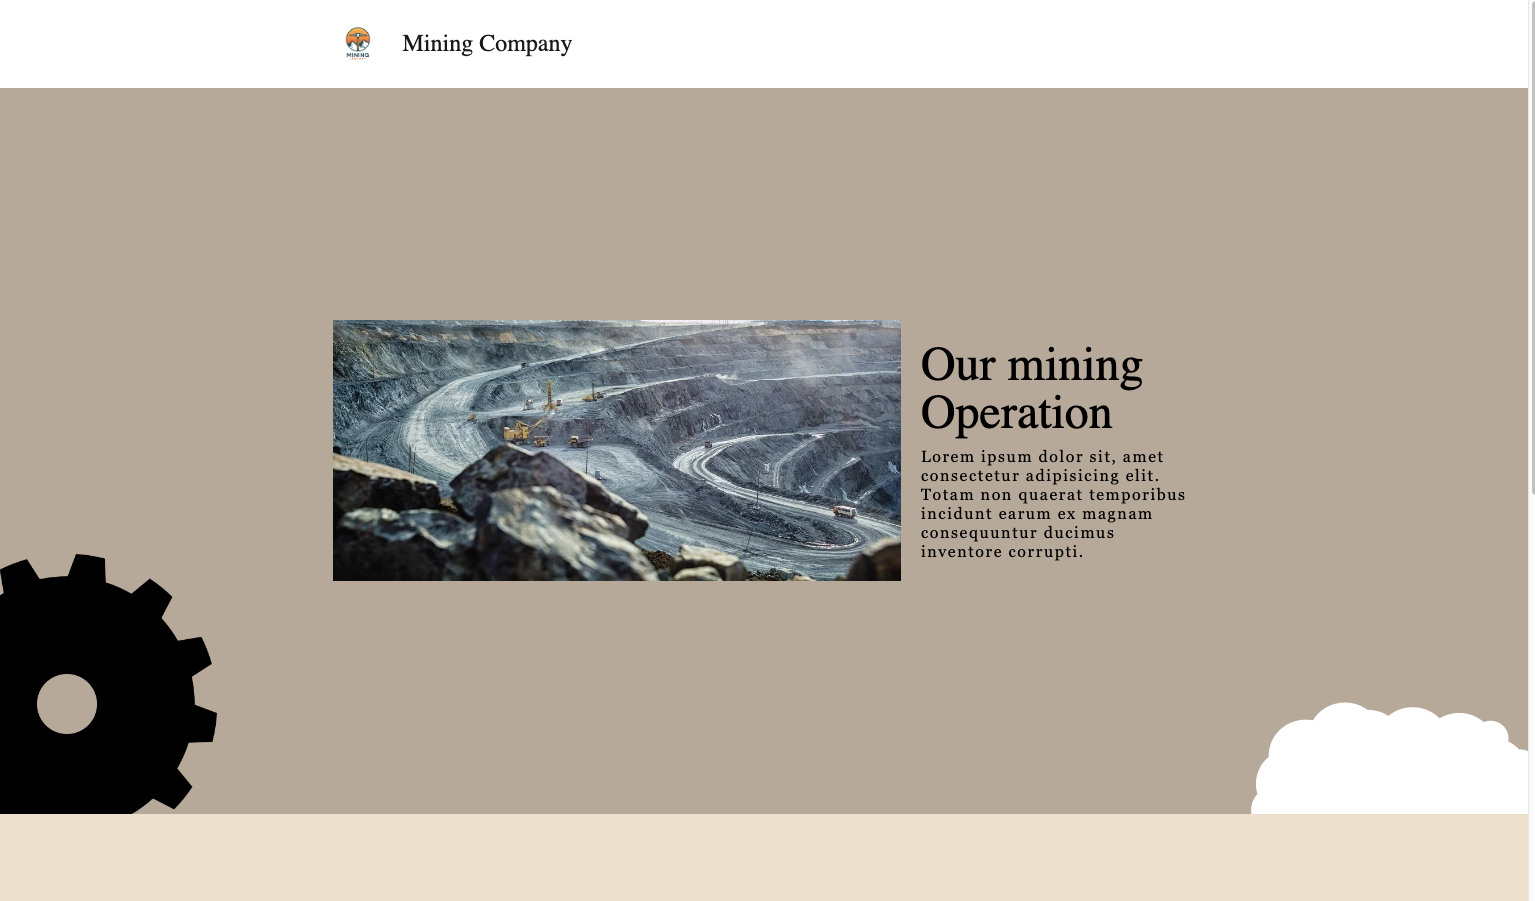 MINING
Mining Company
Our mining
Operation
Lorem ipsum dolor sit, amet
consectetur adipisicing elit.
Totam non quaerat temporibus
incidunt earum ex magnam
consequuntur ducimus
inventore corrupti.